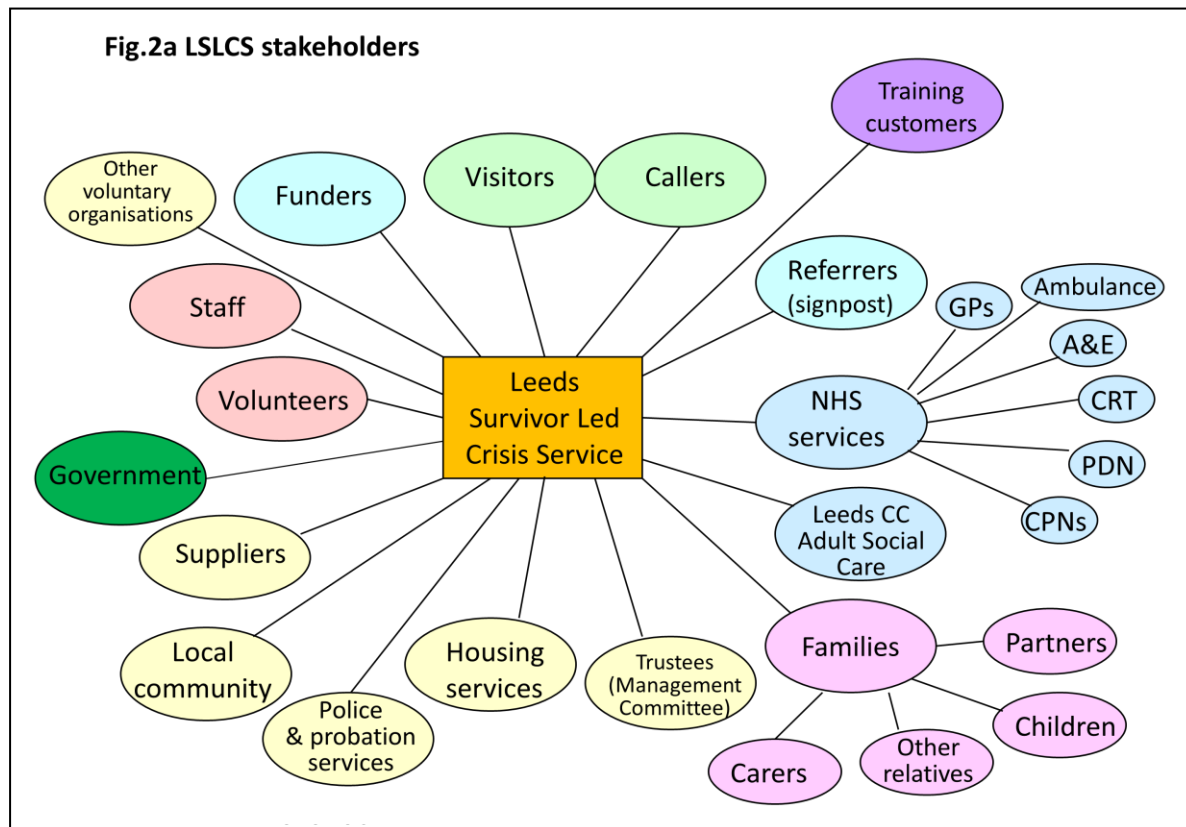 Fig.2a LSLCS stakeholders
Training
customers
Other
voluntary
organisations
Funders
Visitors
Callers
Referrers
(signpost)
Staff
GPs
Ambulance
A&E
Leeds
Survivor Led
Crisis Service
Volunteers
NHS
services
CRT
PDN
CPNs
Government
Leeds CC
Adult Social
Care
Suppliers
Local
community
Police
& probation
services
Housing
services
Trustees
(Management
Committee)
Families
Partners
Children
Other
relatives
Carers